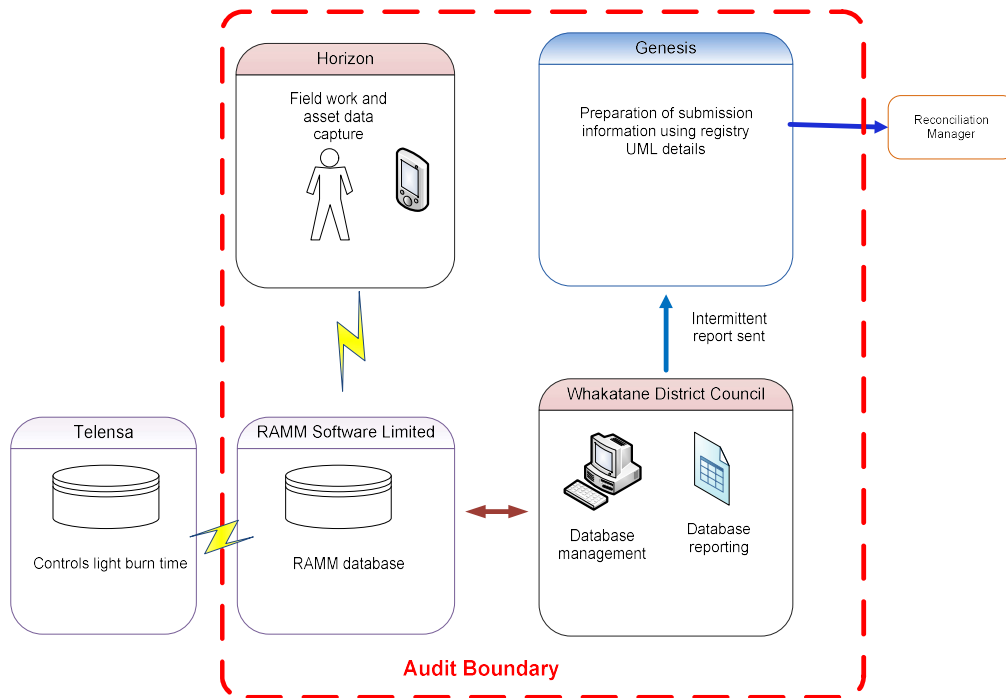 Horizon
Field work and
asset data
capture
Genesis
Preparation of submission
information using registry
UML details
Reconciliation
Manager
Intermittent
report sent
Telensa
Controls light burn time
RAMM Software Limited
RAMM database
Whakatane District Council
Database
management
Database
reporting
Audit Boundary